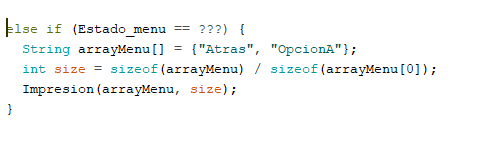 else if (Estado_menu == ???) {
  String arrayMenu[] = {"Atras", "OpcionA"};
  int size = sizeof(arrayMenu) / sizeof(arrayMenu[0]);
  Impresion(arrayMenu, size);
}